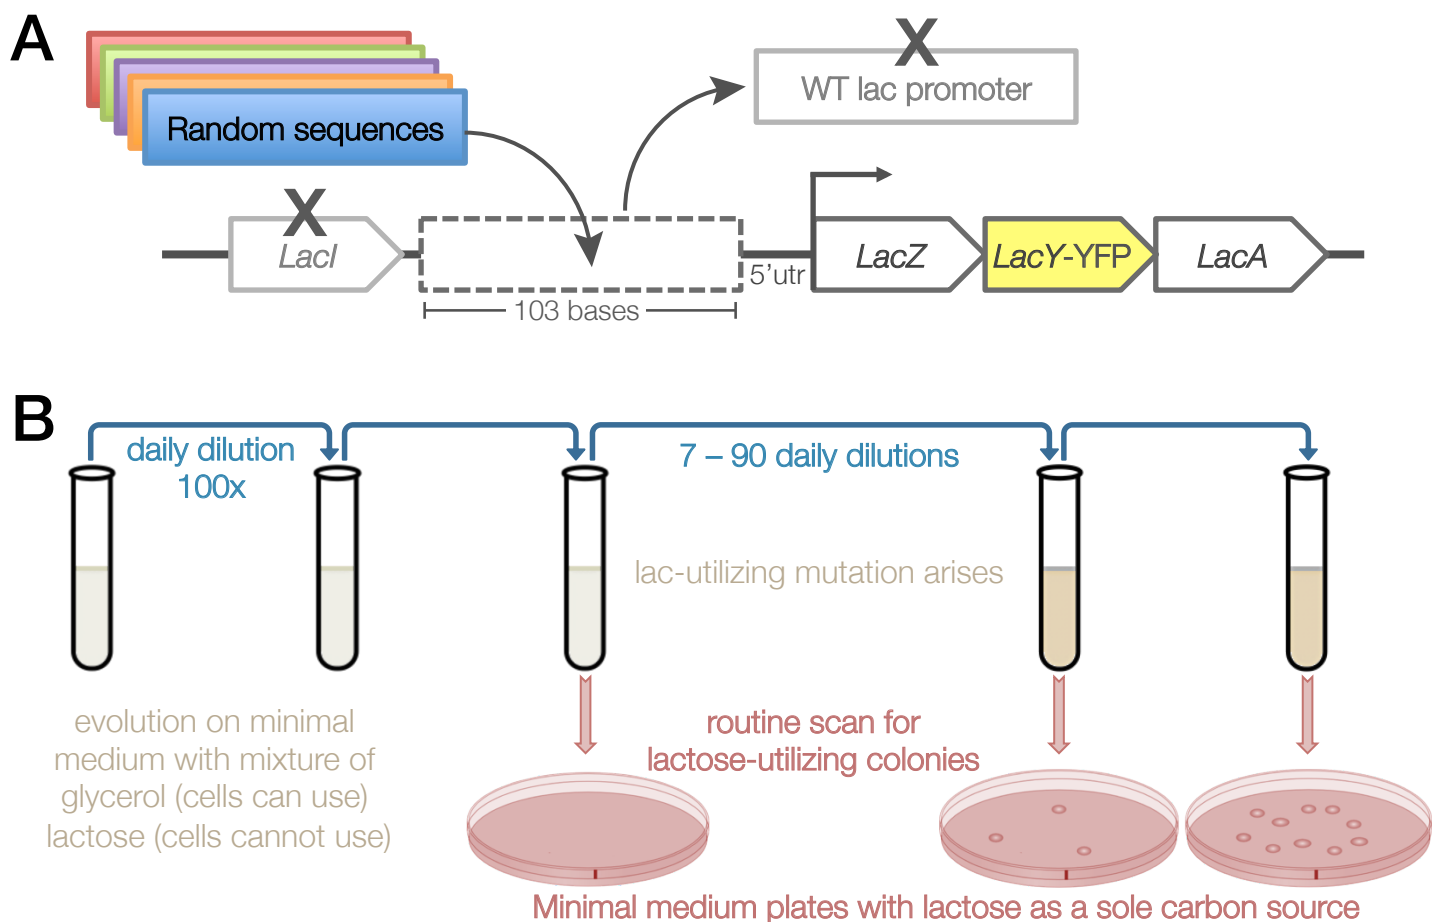 A
Random sequences
X
WT lac promoter
X
LacI
5'utr
LacZ
LacY-YFP
LacA
103 bases
B
daily dilution
100x
7 – 90 daily dilutions
lac-utilizing mutation arises
evolution on minimal
medium with mixture of
glycerol (cells can use)
lactose (cells cannot use)
routine scan for
lactose-utilizing colonies
Minimal medium plates with lactose as a sole carbon source